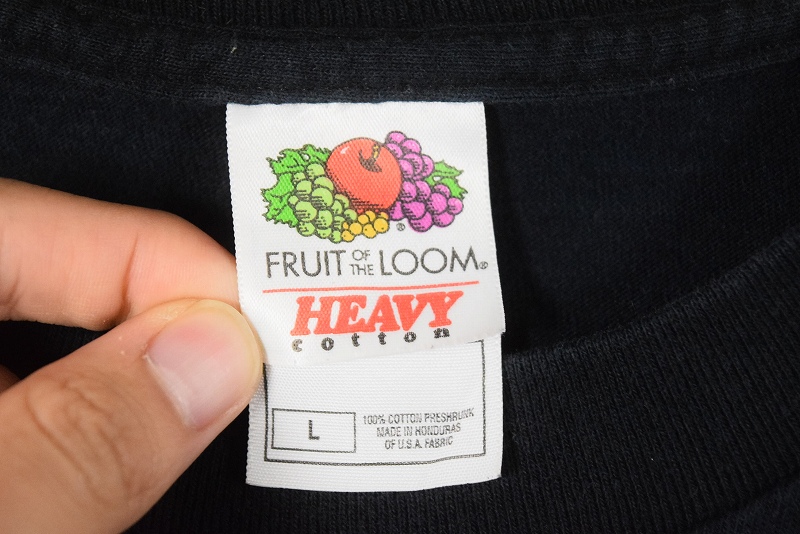 ®
FRUIT OF THE LOOM®
HEAVY
cotton
L
100% COTTON PRESHRUNK
MADE IN HONDURAS
OF U.S.A. FABRIC